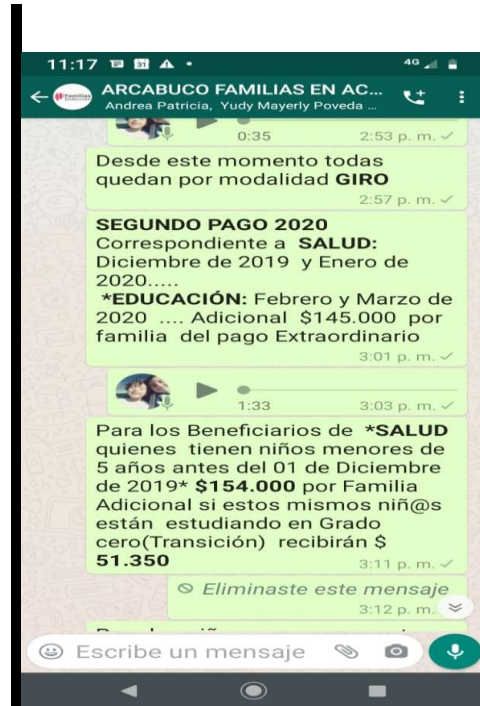 11:17
31
4G
ARCABUCO FAMILIAS EN AC...
Andrea Patricia, Yudy Mayerly Poveda ...
0:35 2:53 p. m.
Desde este momento todas
quedan por modalidad GIRO
2:57 p. m.
SEGUNDO PAGO 2020
Correspondiente a SALUD:
Diciembre de 2019 y Enero de
2020.....
*EDUCACIÓN: Febrero y Marzo de
2020 .... Adicional $145.000 por
familia del pago Extraordinario
3:01 p. m.
1:33 3:03 p. m.
Para los Beneficiarios de *SALUD
quienes tienen niños menores de
5 años antes del 01 de Diciembre
de 2019* $154.000 por Familia
Adicional si estos mismos niñ@s
están estudiando en Grado
cero(Transición) recibirán $
51.350
3:11 p. m.
Eliminaste este mensaje
3:12 p. m.
Escribe un mensaje